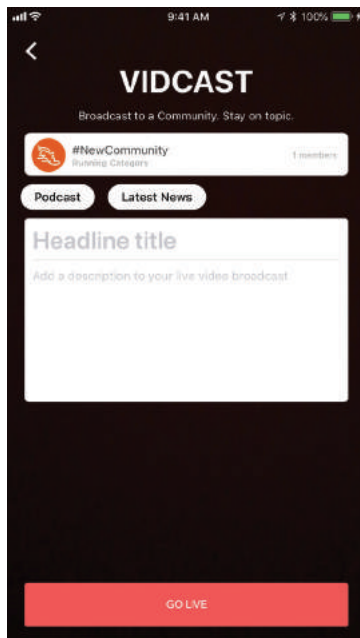 9:41 AM 100%
VIDCAST
Broadcast to a Community. Stay on topic.
#NewCommunity
Running Category
1 members
Podcast Latest News
Headline title
Add a description to your live video broadcast
GO LIVE